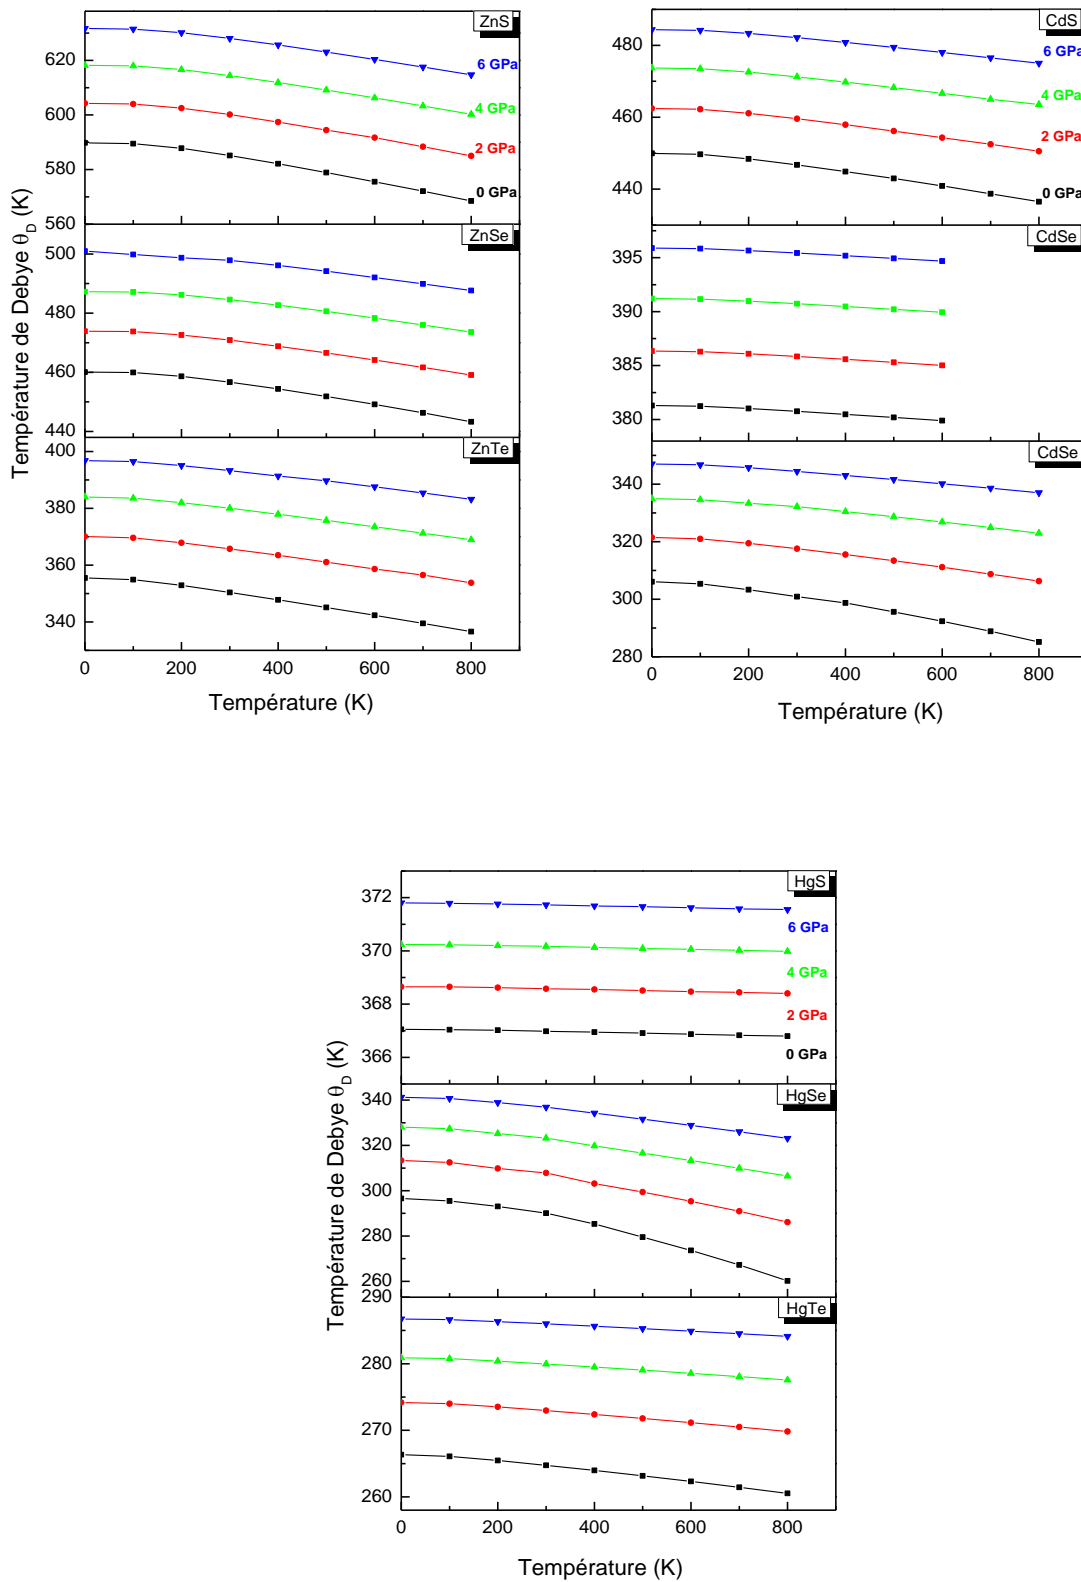 ZnS
620
600
580
560
6 GPa
4 GPa
2 GPa
0 GPa
ZnSe
500
480
460
440
ZnTe
400
380
360
340
0 200 400 600 800
Température (K)
Température de Debye θD (K)
CdS
480
460
440
6 GPa
4 GPa
2 GPa
0 GPa
CdSe
395
390
385
380
CdSe
340
320
300
280
0 200 400 600 800
Température (K)
HgS
372
370
368
366
6 GPa
4 GPa
2 GPa
0 GPa
HgSe
340
320
300
280
260
HgTe
290
280
270
260
0 200 400 600 800
Température (K)
Température de Debye θD (K)